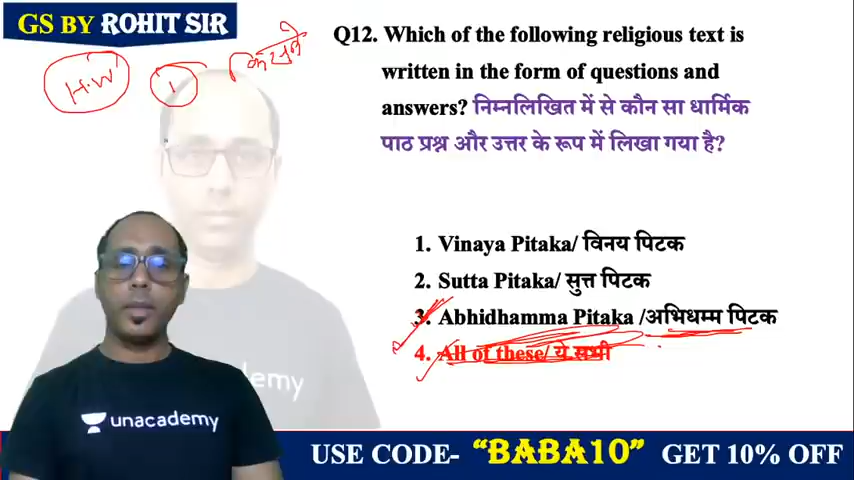 GS BY ROHIT SIR
H.W
1
किसने
Q12. Which of the following religious text is
written in the form of questions and
answers? निम्नलिखित में से कौन सा धार्मिक
पाठ प्रश्न और उत्तर के रूप में लिखा गया है?
1. Vinaya Pitaka/ विनय पिटक
2. Sutta Pitaka/ सुत्त पिटक
3. Abhidhamma Pitaka /अभिधम्म पिटक
4. All of these/ ये सभी
unacademy
USE CODE- “BABA10” GET 10% OFF